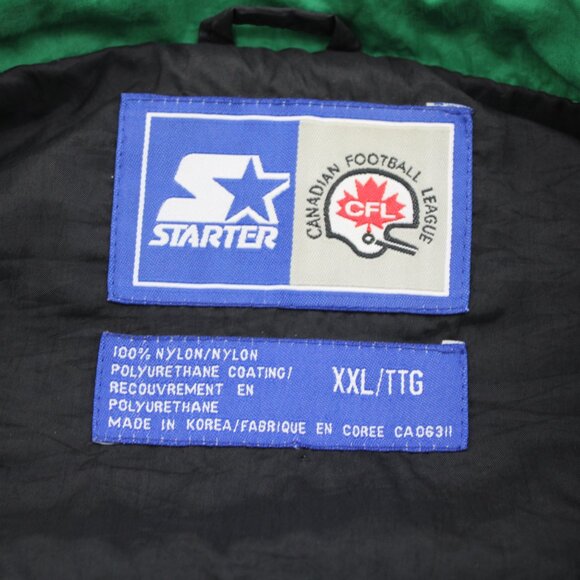 STARTER
CANADIAN FOOTBALL LEAGUE
CFL
100% NYLON/NYLON
POLYURETHANE COATING/
RECOUVREMENT EN
POLYURETHANE
MADE IN KOREA/FABRIQUE EN COREE CA06311
XXL/TTG